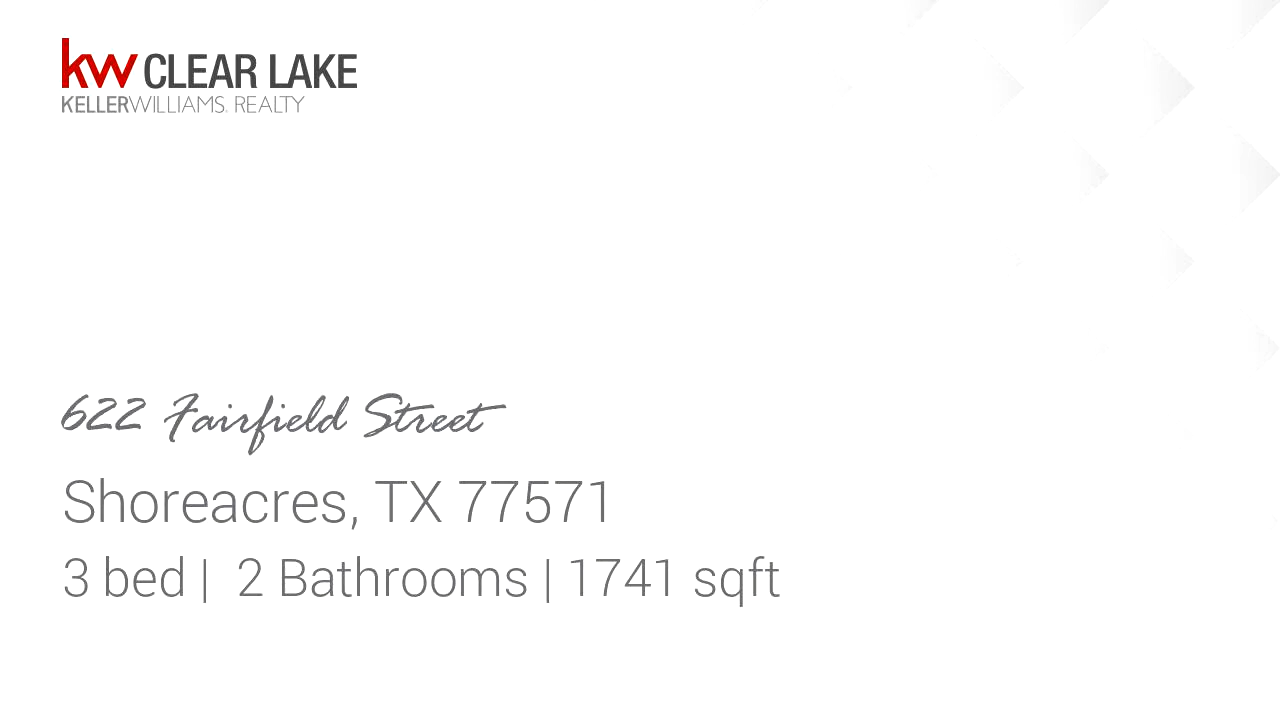 kw CLEAR LAKE
KELLERWILLIAMS. REALTY
622 Fairfield Street
Shoreacres, TX 77571
3 bed | 2 Bathrooms | 1741 sqft